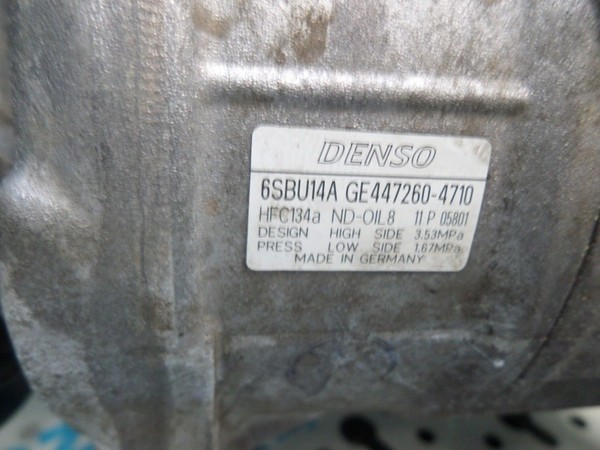 DENSO
6SBU14A GE447260-4710
HFC134a ND-OIL8 11 P 05801
DESIGN HIGH SIDE 3.53MPa
PRESS LOW SIDE 1.67MPa
MADE IN GERMANY